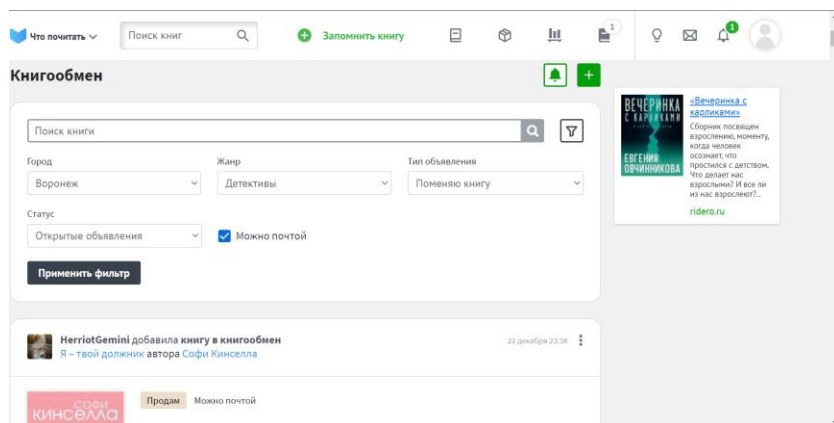 Что почитать
Поиск книг
Запомнить книгу
1
1
Книгообмен
Поиск книги
Город
Жанр
Тип объявления
Воронеж
Детективы
Поменяю книгу
Статус
Открытые объявления
Можно почтой
Применить фильтр
HerriotGemini добавила книгу в книгообмен
22 декабря 23:38
Я – твой должник автора Софи Кинселла
СОФИ
КИНСЕЛЛА
Продам Можно почтой
ВЕЧЕРИНКА
С КАРЛИКАМИ
ЕВГЕНИЯ
ОВЧИННИКОВА
«Вечеринка с
карликами»
Сборник посвящен
взрослению, моменту,
когда человек
осознает, что
простился с детством.
Что делает нас
взрослыми? И все ли
из нас взрослеют?...
ridero.ru